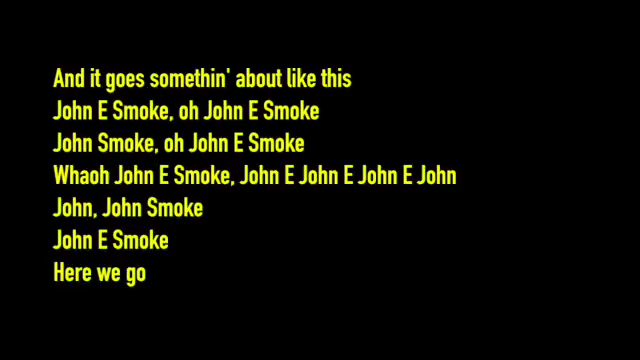 And it goes somethin' about like this
John E Smoke, oh John E Smoke
John Smoke, oh John E Smoke
Whaoh John E Smoke, John E John E John E John
John, John Smoke
John E Smoke
Here we go